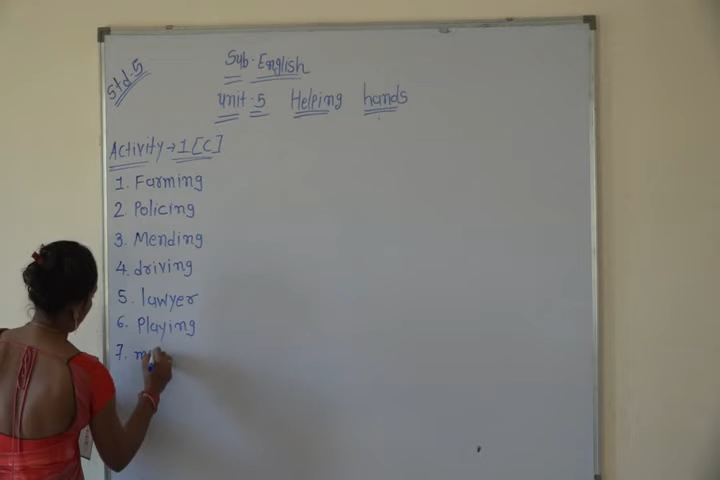 Std:5
Sub-English
Unit-5 Helping hands
Activity→1[C]
1. Farming
2. Policing
3. Mending
4. driving
5. lawyer
6. Playing
7. m